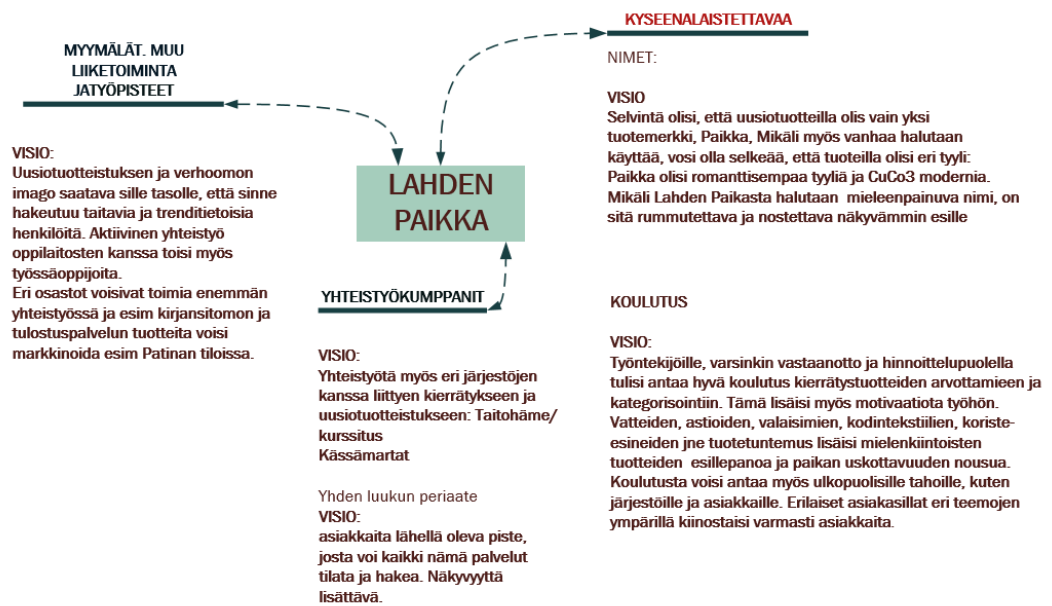 MYYMÄLÄT. MUU
LIIKETOIMINTA
JATYÖPISTEET
VISIO:
Uusiotuotteistuksen ja verhoomon
imago saatava sille tasolle, että sinne
hakeutuu taitavia ja trenditietoisia
henkilöitä. Aktiivinen yhteistyö
oppilaitosten kanssa toisi myös
työssäoppijoita.
Eri osastot voisivat toimia enemmän
yhteistyössä ja esim kirjansitomon ja
tulostuspalvelun tuotteita voisi
markkinoida esim Patinan tiloissa.
LAHDEN
PAIKKA
YHTEISTYÖKUMPPANIT
VISIO:
Yhteistyötä myös eri järjestöjen
kanssa liittyen kierrätykseen ja
uusiotuotteistukseen: Taitohäme/
kurssitus
Kässämartat
Yhden luukun periaate
VISIO:
asiakkaita lähellä oleva piste,
josta voi kaikki nämä palvelut
tilata ja hakea. Näkyvyyttä
lisättävä.
KYSEENALAISTETTAVAA
NIMET:
VISIO
Selvintä olisi, että uusiotuotteilla olis vain yksi
tuotemerkki, Paikka, Mikäli myös vanhaa halutaan
käyttää, vosi olla selkeää, että tuoteilla olisi eri tyyli:
Paikka olisi romanttisempaa tyyliä ja CuCo3 modernia.
Mikäli Lahden Paikasta halutaan mieleenpainuva nimi, on
sitä rummutettava ja nostettava näkyvämmin esille
KOULUTUS
VISIO:
Työntekijöille, varsinkin vastaanotto ja hinnoittelupuolella
tulisi antaa hyvä koulutus kierrätystuotteiden arvottamieen ja
kategorisointiin. Tämä lisäisi myös motivaatiota työhön.
Vatteiden, astioiden, valaisimien, kodintekstiilien, koriste-
esineiden jne tuotetuntemus lisäisi mielenkiintoisten
tuotteiden esillepanoa ja paikan uskottavuuden nousua.
Koulutusta voisi antaa myös ulkopuolisille tahoille, kuten
järjestöille ja asiakkaille. Erilaiset asiakasillat eri teemojen
ympärillä kiinostaisi varmasti asiakkaita.